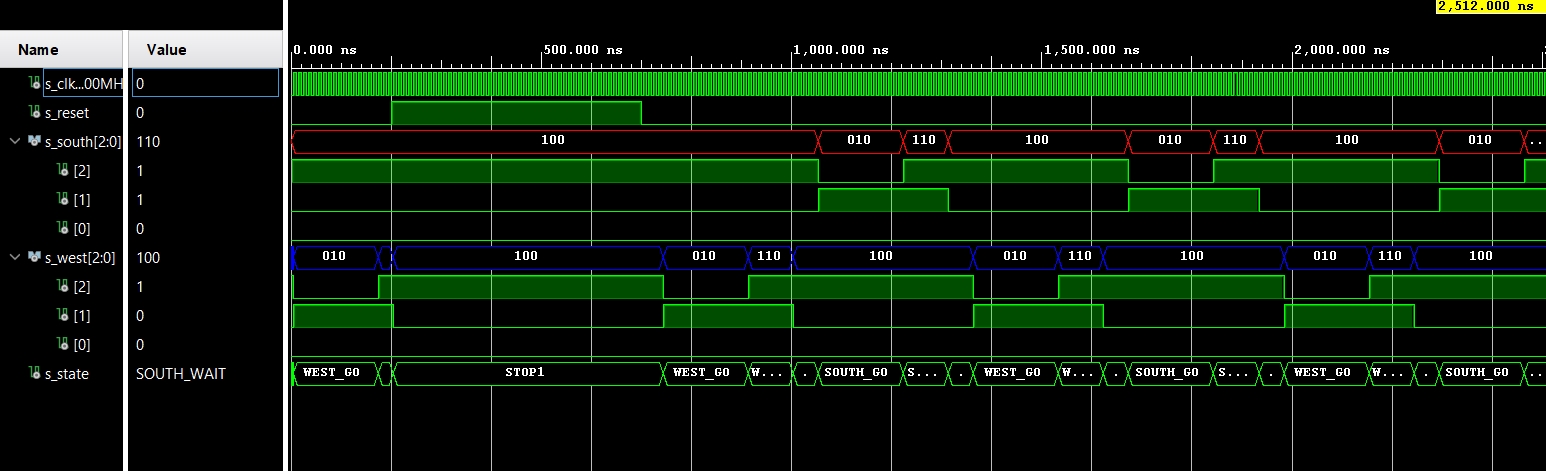 2,512.000 ns
Name Value
0.000 ns 500.000 ns 1,000.000 ns 1,500.000 ns 2,000.000 ns
s_clk...00MH 0
s_reset 0
s_south[2:0] 110 100 010 110 100 010 110 100 010 ..
[2] 1
[1] 1
[0] 0
s_west[2:0] 100 010 100 010 110 100 010 110 100 010 110 100
[2] 1
[1] 0
[0] 0
s_state SOUTH_WAIT WEST_GO STOP1 WEST_GO W... . SOUTH_GO S... . WEST_GO W... . SOUTH_GO S... . WEST_GO W... . SOUTH_GO ..